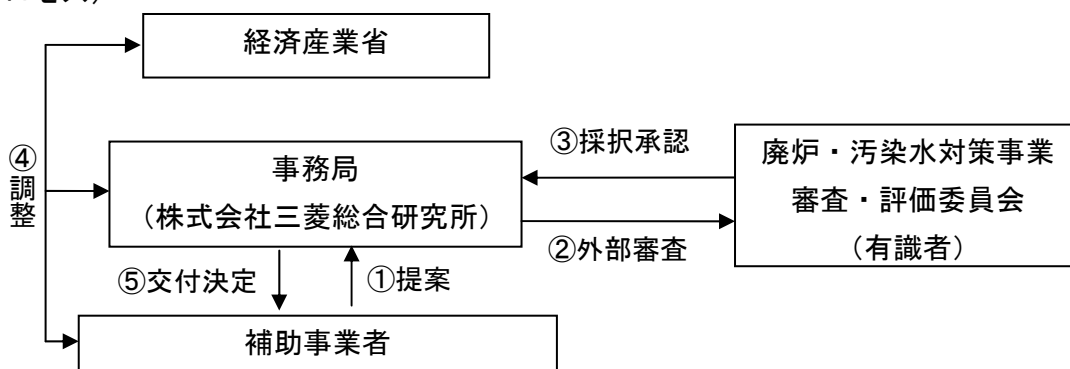 経済産業省
④調整
事務局
(株式会社三菱総合研究所)
③採択承認
②外部審査
廃炉・汚染水対策事業
審査・評価委員会
(有識者)
⑤交付決定
①提案
補助事業者